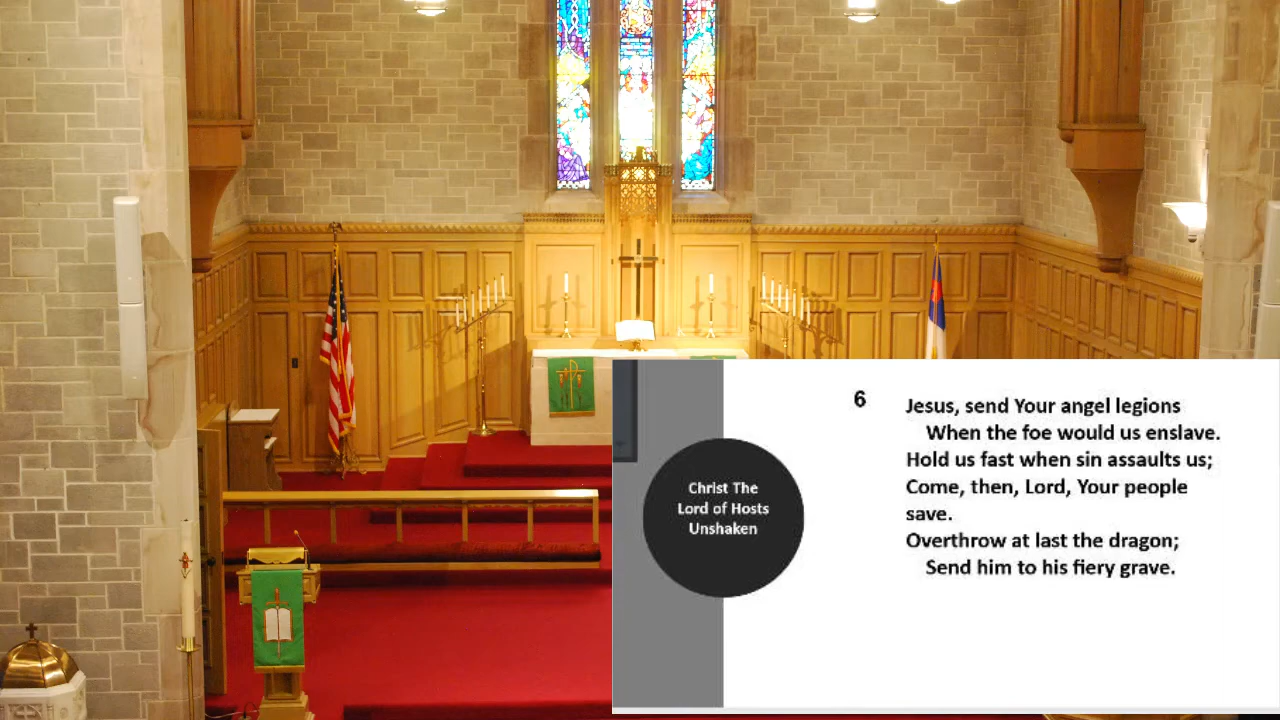 Christ The
Lord of Hosts
Unshaken
6
Jesus, send Your angel legions
When the foe would us enslave.
Hold us fast when sin assaults us;
Come, then, Lord, Your people
save.
Overthrow at last the dragon;
Send him to his fiery grave.